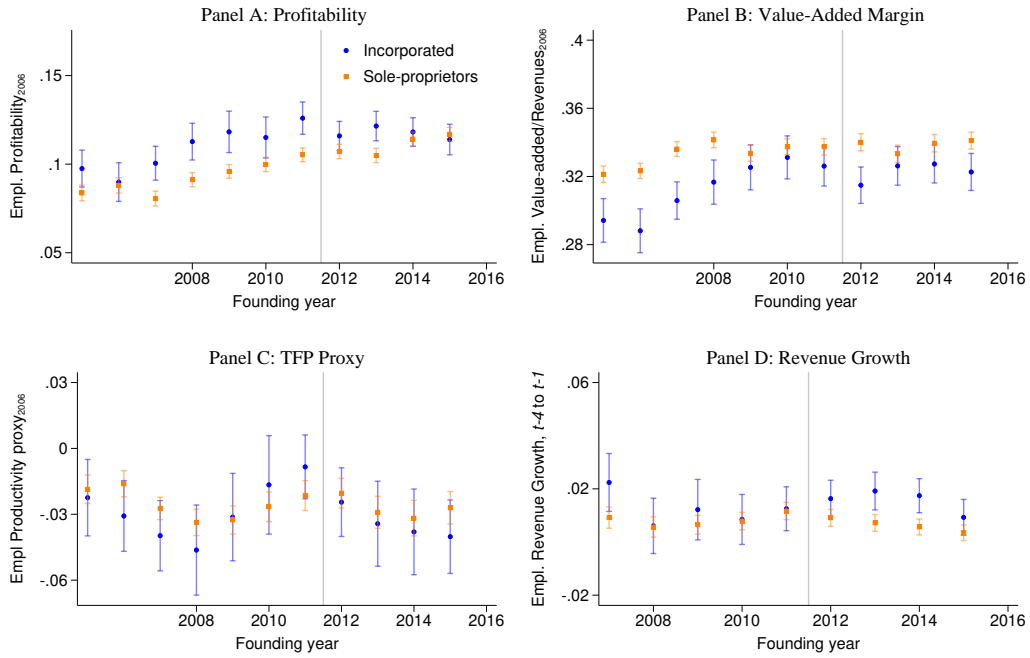 Panel A: Profitability
Empl. Profitability2006
.15
.1
.05
Incorporated
Sole-proprietors
2008 2010 2012 2014 2016
Founding year
Panel B: Value-Added Margin
Empl. Value-added/Revenues2006
.4
.36
.32
.28
2008 2010 2012 2014 2016
Founding year
Panel C: TFP Proxy
Empl Productivity proxy2006
.03
0
-.03
-.06
2008 2010 2012 2014 2016
Founding year
Panel D: Revenue Growth
Empl. Revenue Growth, t-4 to t-1
.06
.02
-.02
2008 2010 2012 2014 2016
Founding year